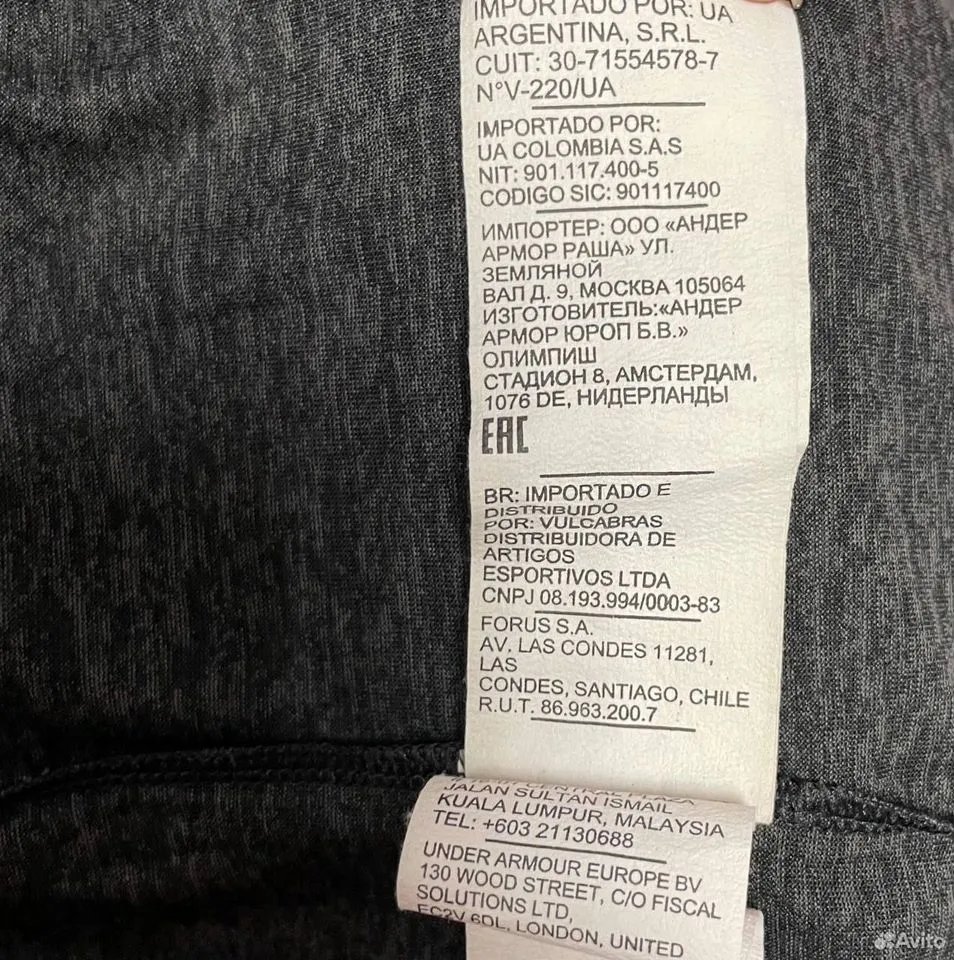 IMPORTADO POR: UA
ARGENTINA, S.R.L.
CUIT: 30-71554578-7
N°V-220/UA
IMPORTADO POR:
UA COLOMBIA S.A.S
NIT: 901.117.400-5
CODIGO SIC: 901117400
ИМПОРТЕР: ООО «АНДЕР
АРМОР РАША» УЛ.
ЗЕМЛЯНОЙ
ВАЛ Д. 9, МОСКВА 105064
ИЗГОТОВИТЕЛЬ:«АНДЕР
АРМОР ЮРОП Б.В.»
ОЛИМПИШ
СТАДИОН 8, АМСТЕРДАМ,
1076 DE, НИДЕРЛАНДЫ
EAC
BR: IMPORTADO E
DISTRIBUIDO
POR: VULCABRAS
DISTRIBUIDORA DE
ARTIGOS
ESPORTIVOS LTDA
CNPJ 08.193.994/0003-83
FORUS S.A.
AV. LAS CONDES 11281,
LAS
CONDES, SANTIAGO, CHILE
R.U.T. 86.963.200.7
PLAZA
JALAN SULTAN ISMAIL
KUALA LUMPUR, MALAYSIA
TEL: +603 21130688
UNDER ARMOUR EUROPE BV
130 WOOD STREET, C/O FISCAL
SOLUTIONS LTD,
EC2V 6DL, LONDON, UNITED
Avito